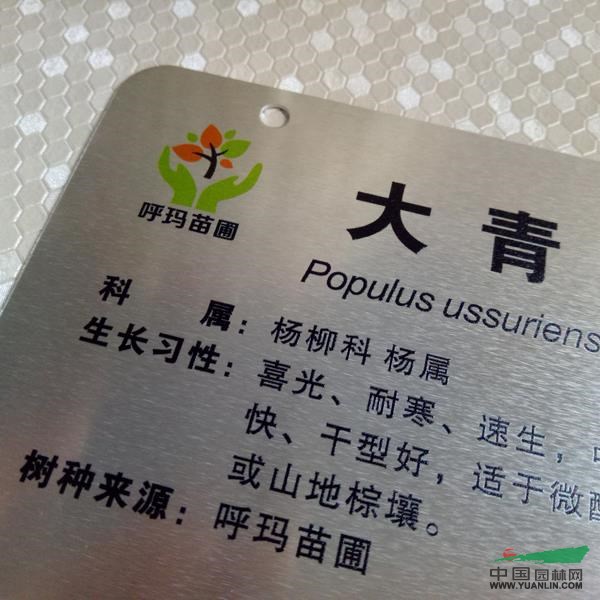 呼玛苗圃
大青
Populus ussuriens
科 属：杨柳科 杨属
生长习性：喜光、耐寒、速生，
快、干型好，适于微酸
或山地棕壤。
树种来源：呼玛苗圃
中国园林网
WWW.YUANLIN.COM